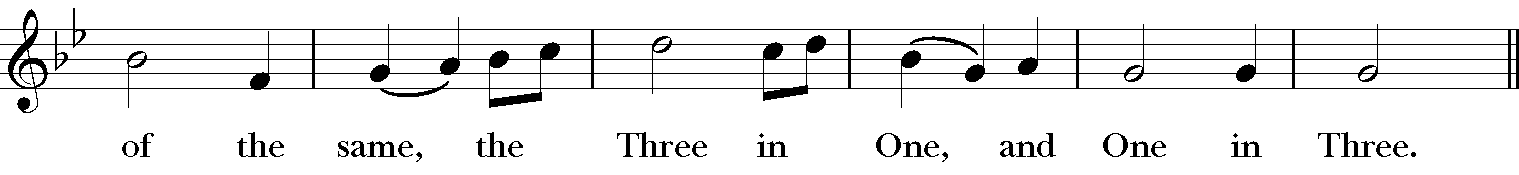 of the same, the Three in One, and One in Three.